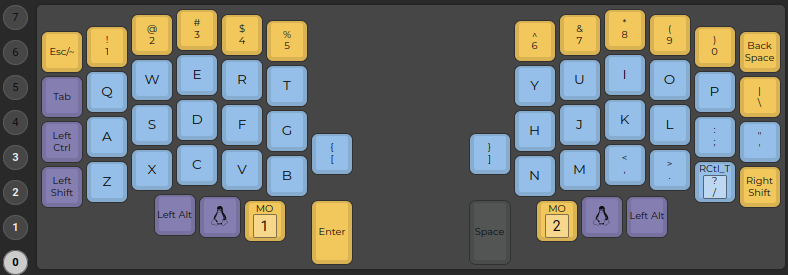 7
6
5
4
3
2
1
0
Esc/~
!
1
@
2
#
3
$
4
%
5
^
6
&
7
*
8
(
9
)
0
Back
Space
Tab
Q
W
E
R
T
Y
U
I
O
P
|
\
Left
Ctrl
A
S
D
F
G
{
[
}
]
H
J
K
L
:
;
"
'
Left
Shift
Z
X
C
V
B
N
M
<
,
>
.
RCtl_T
?
/
Right
Shift
Left Alt
MO
1
Enter
Space
MO
2
Left Alt